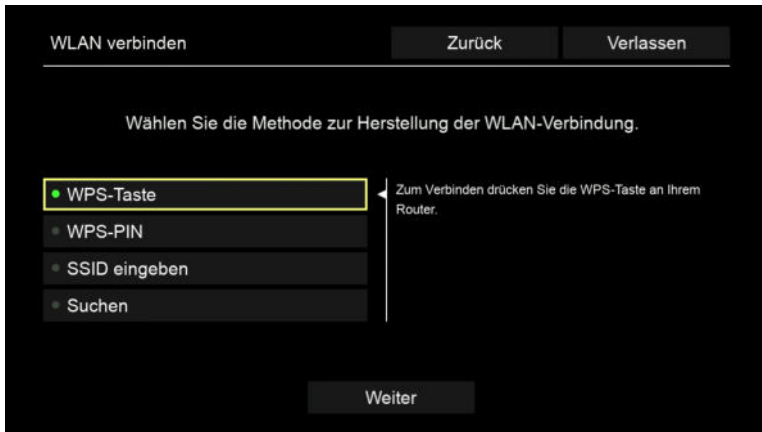 WLAN verbinden
Zurück
Verlassen
Wählen Sie die Methode zur Herstellung der WLAN-Verbindung.
WPS-Taste
WPS-PIN
SSID eingeben
Suchen
Zum Verbinden drücken Sie die WPS-Taste an Ihrem
Router.
Weiter